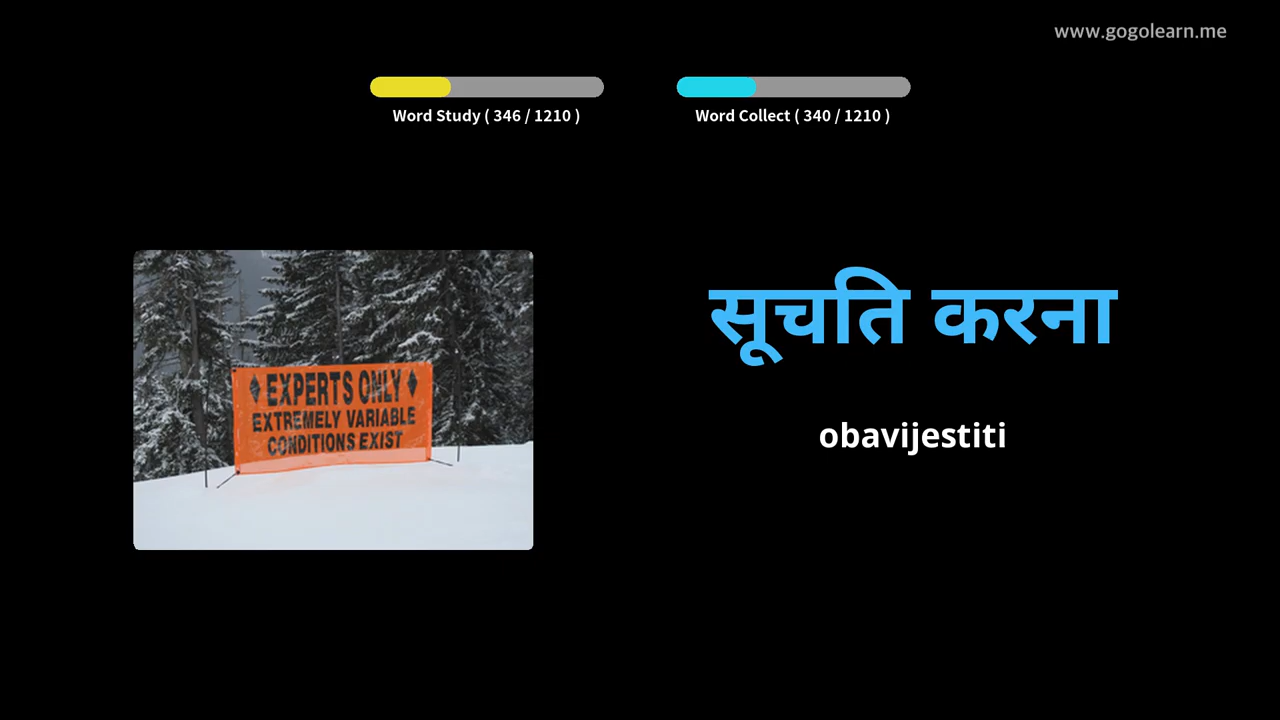 www.gogolearn.me
Word Study ( 346 / 1210 )
Word Collect ( 340 / 1210 )
EXPERTS ONLY
EXTREMELY VARIABLE
CONDITIONS EXIST
सूचति करना
obavijestiti